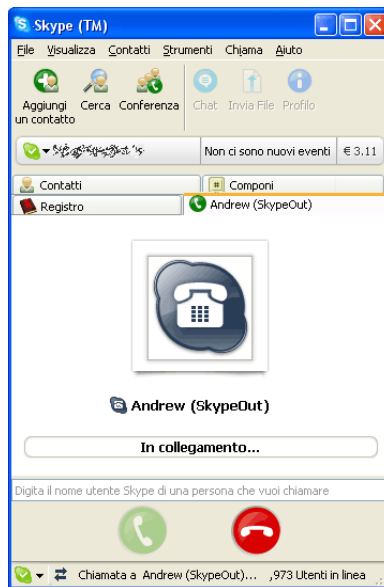 Skype (TM)
File Visualizza Contatti Strumenti Chiama Aiuto
Aggiungi un contatto
Cerca
Conferenza
Chat
Invia File
Profilo
Non ci sono nuovi eventi
€ 3.11
Contatti
Componi
Registro
Andrew (SkypeOut)
Andrew (SkypeOut)
In collegamento...
Digita il nome utente Skype di una persona che vuoi chiamare
Chiamata a Andrew (SkypeOut)... ,973 Utenti in linea